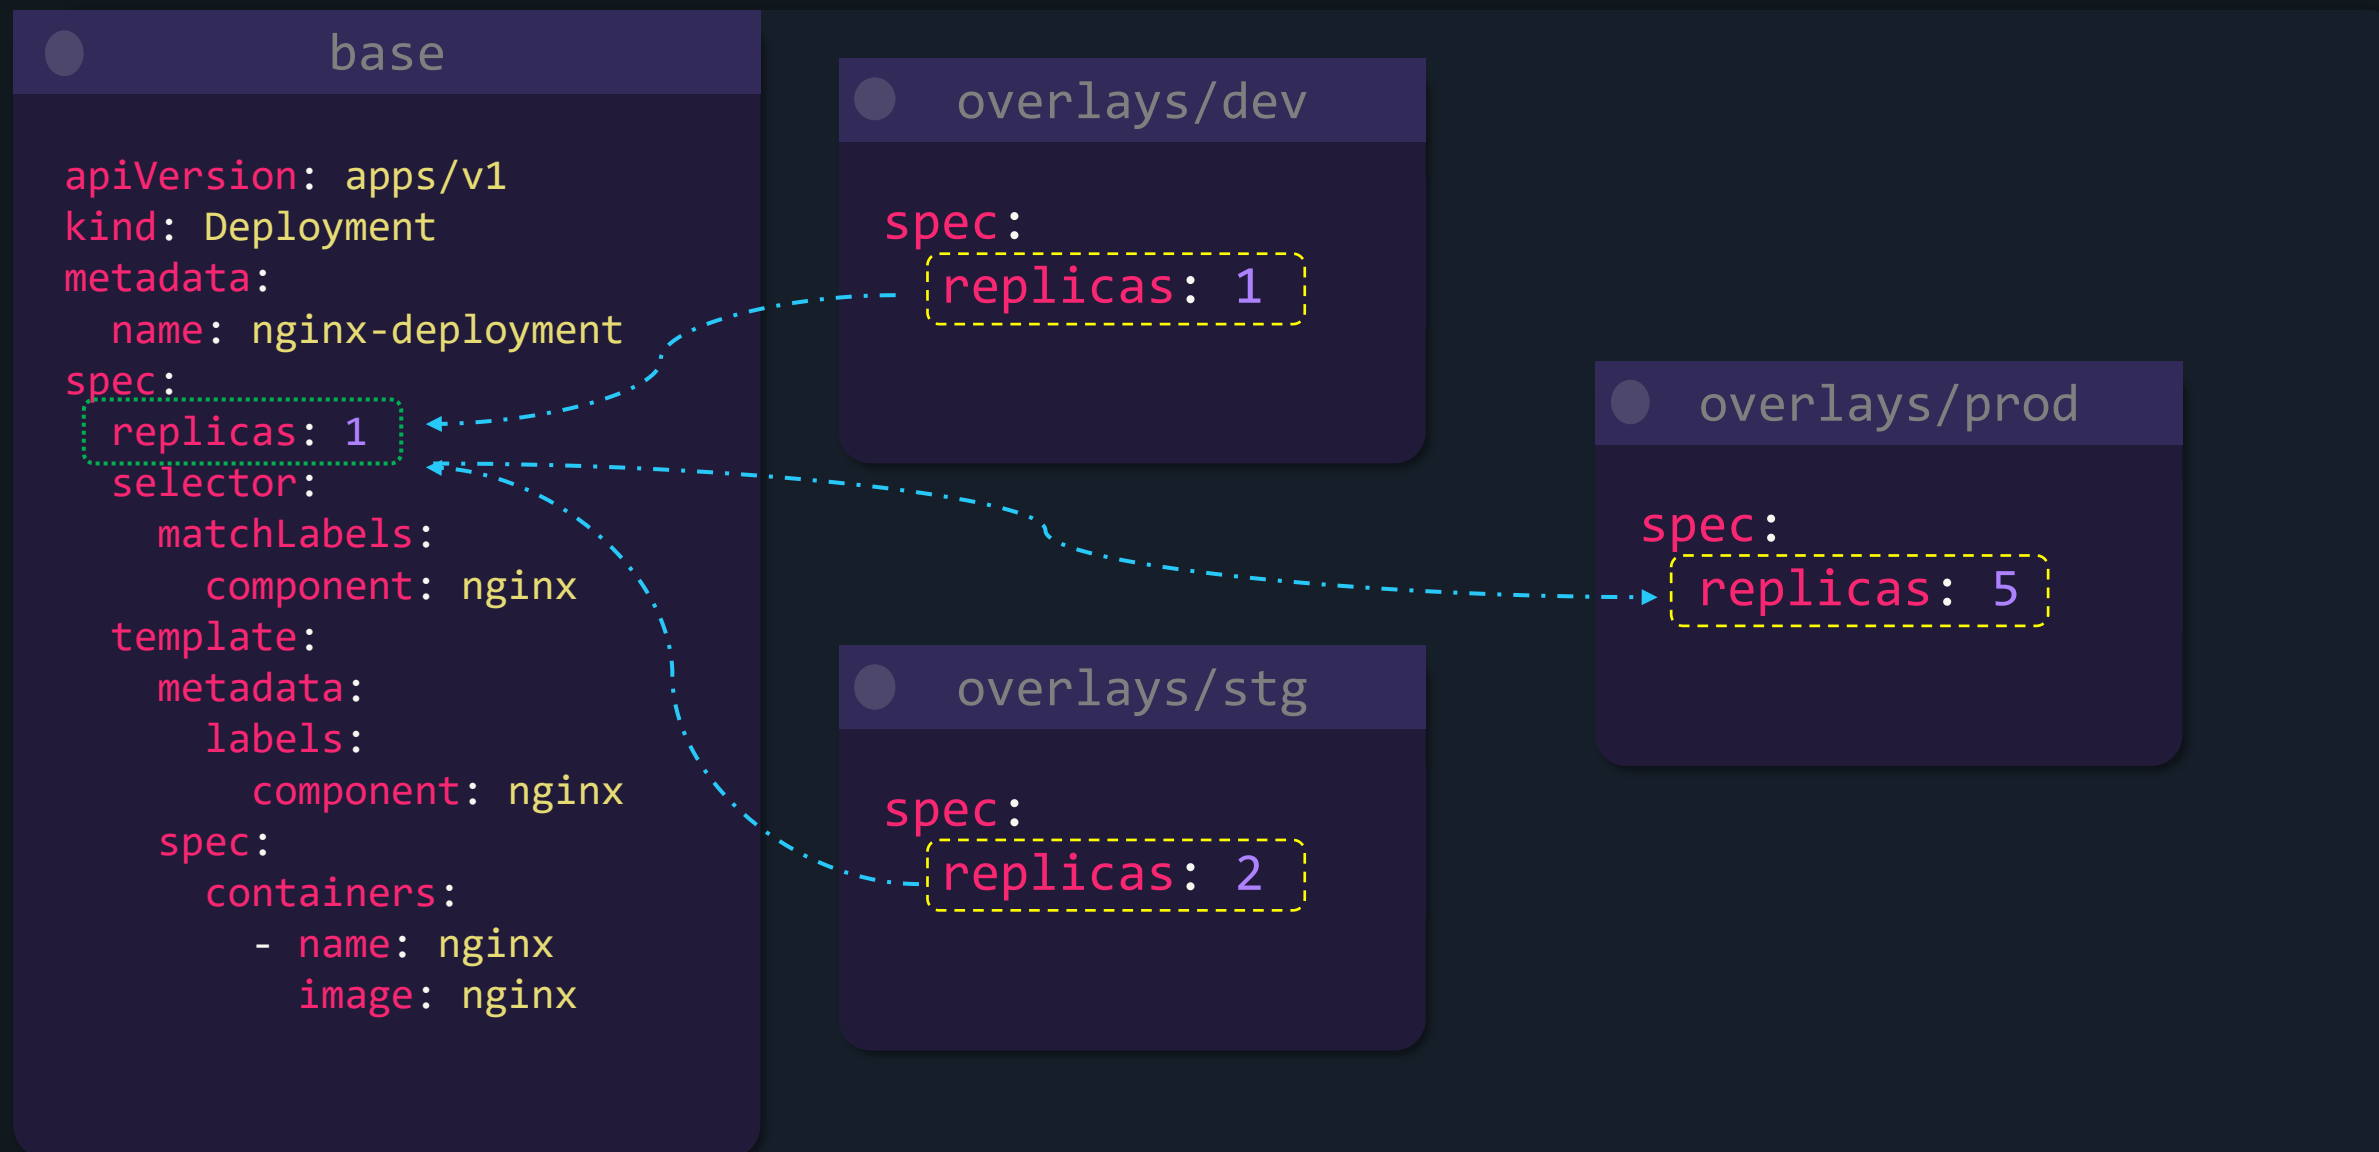 base
apiVersion: apps/v1
kind: Deployment
metadata:
  name: nginx-deployment
spec:
  replicas: 1
  selector:
    matchLabels:
      component: nginx
  template:
    metadata:
      labels:
        component: nginx
    spec:
      containers:
        - name: nginx
          image: nginx
overlays/dev
spec:
  replicas: 1
overlays/stg
spec:
  replicas: 2
overlays/prod
spec:
  replicas: 5